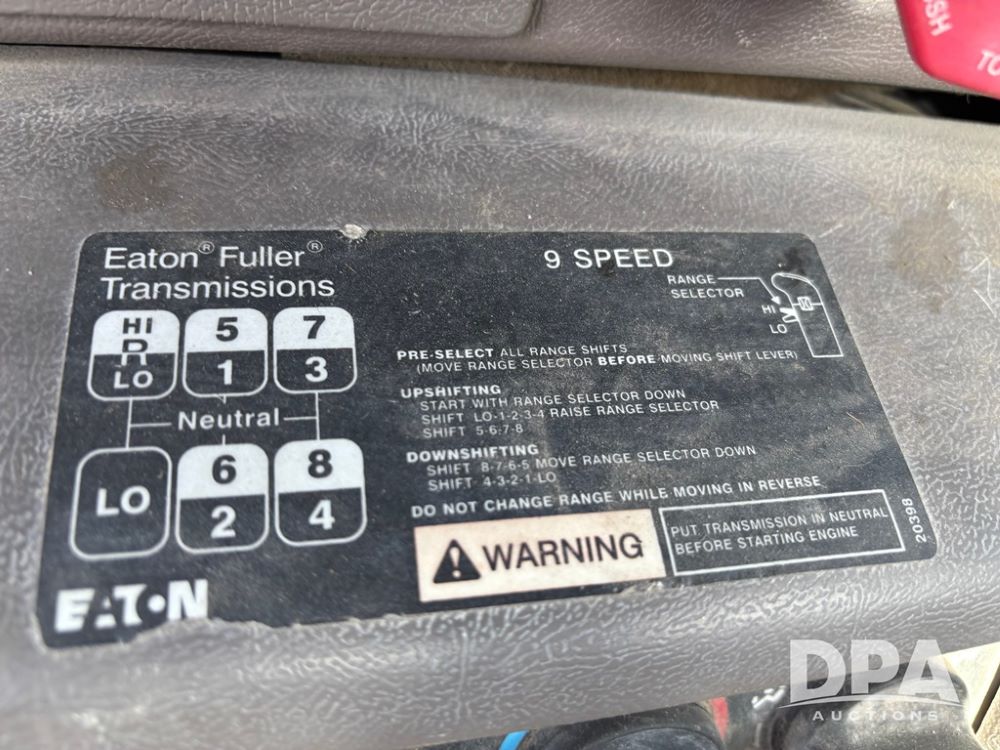 SH
TO
Eaton® Fuller®
Transmissions
9 SPEED
RANGE
SELECTOR
HI
LO
HI
R
LO
5
1
7
3
Neutral
LO
6
2
8
4
PRE-SELECT ALL RANGE SHIFTS
(MOVE RANGE SELECTOR BEFORE MOVING SHIFT LEVER)
UPSHIFTING
START WITH RANGE SELECTOR DOWN
SHIFT LO-1-2-3-4 RAISE RANGE SELECTOR
SHIFT 5-6-7-8
DOWNSHIFTING
SHIFT 8-7-6-5 MOVE RANGE SELECTOR DOWN
SHIFT 4-3-2-1-LO
DO NOT CHANGE RANGE WHILE MOVING IN REVERSE
WARNING
PUT TRANSMISSION IN NEUTRAL
BEFORE STARTING ENGINE
20398
EATON
DPA
AUCTIONS